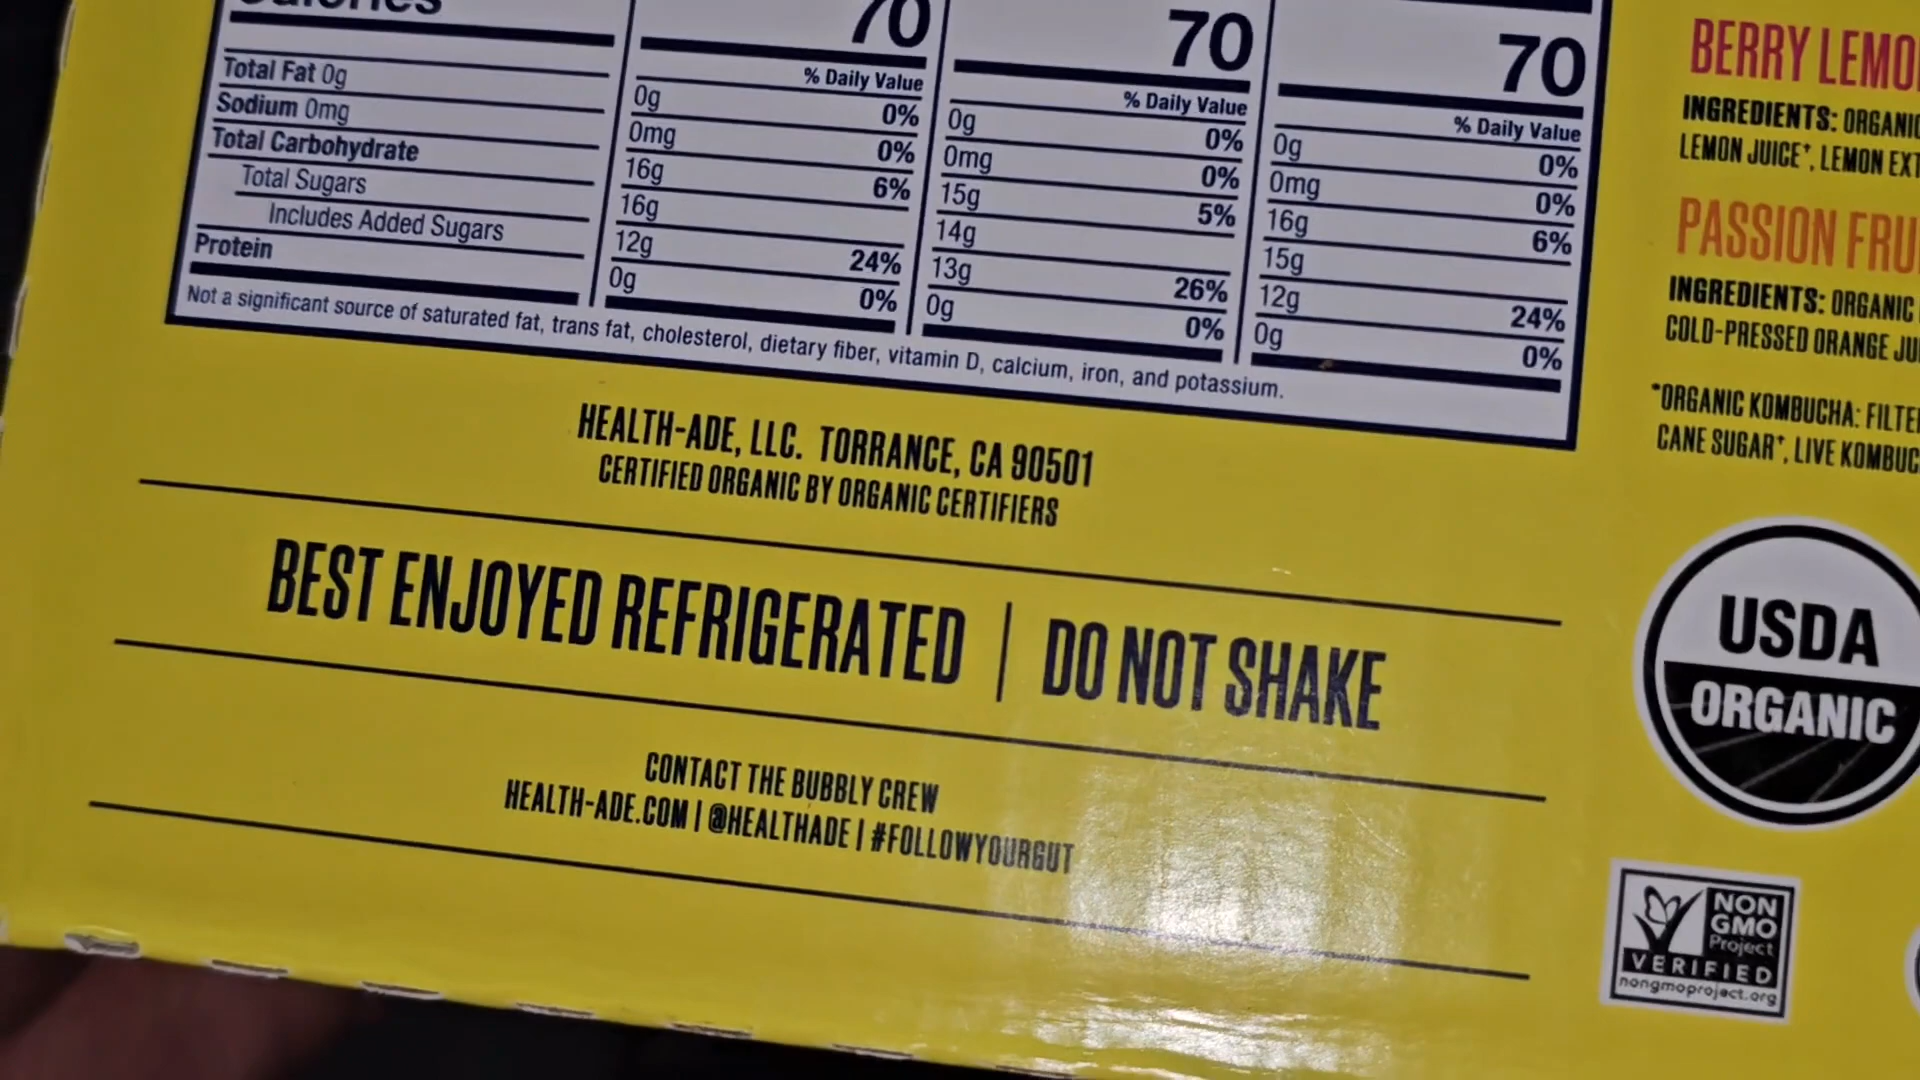 Calories 70 70 70
% Daily Value % Daily Value % Daily Value
Total Fat 0g 0g 0% 0g 0% 0g 0%
Sodium 0mg 0mg 0% 0mg 0% 0mg 0%
Total Carbohydrate 16g 6% 15g 5% 16g 6%
Total Sugars 16g 14g 15g
Includes Added Sugars 12g 24% 13g 26% 12g 24%
Protein 0g 0% 0g 0% 0g 0%
Not a significant source of saturated fat, trans fat, cholesterol, dietary fiber, vitamin D, calcium, iron, and potassium.
HEALTH-ADE, LLC. TORRANCE, CA 90501
CERTIFIED ORGANIC BY ORGANIC CERTIFIERS
BEST ENJOYED REFRIGERATED | DO NOT SHAKE
CONTACT THE BUBBLY CREW
HEALTH-ADE.COM | @HEALTHADE | #FOLLOWYOURGUT
BERRY
INGREDIENTS: ORGANIC
LEMON JUICE+, LEMON
PASSION
INGREDIENTS: ORGANIC
COLD-PRESSED ORANGE
*ORGANIC KOMBUCHA:
CANE SUGAR+, LIVE
USDA
ORGANIC
NON
GMO
Project
VERIFIED
nongmoproject.org